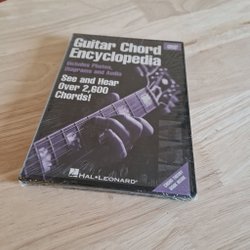 Guitar Chord
Encyclopedia
Includes Photos,
Diagrams and Audio
See and Hear
Over 2,600
Chords!
HAL•LEONARD®